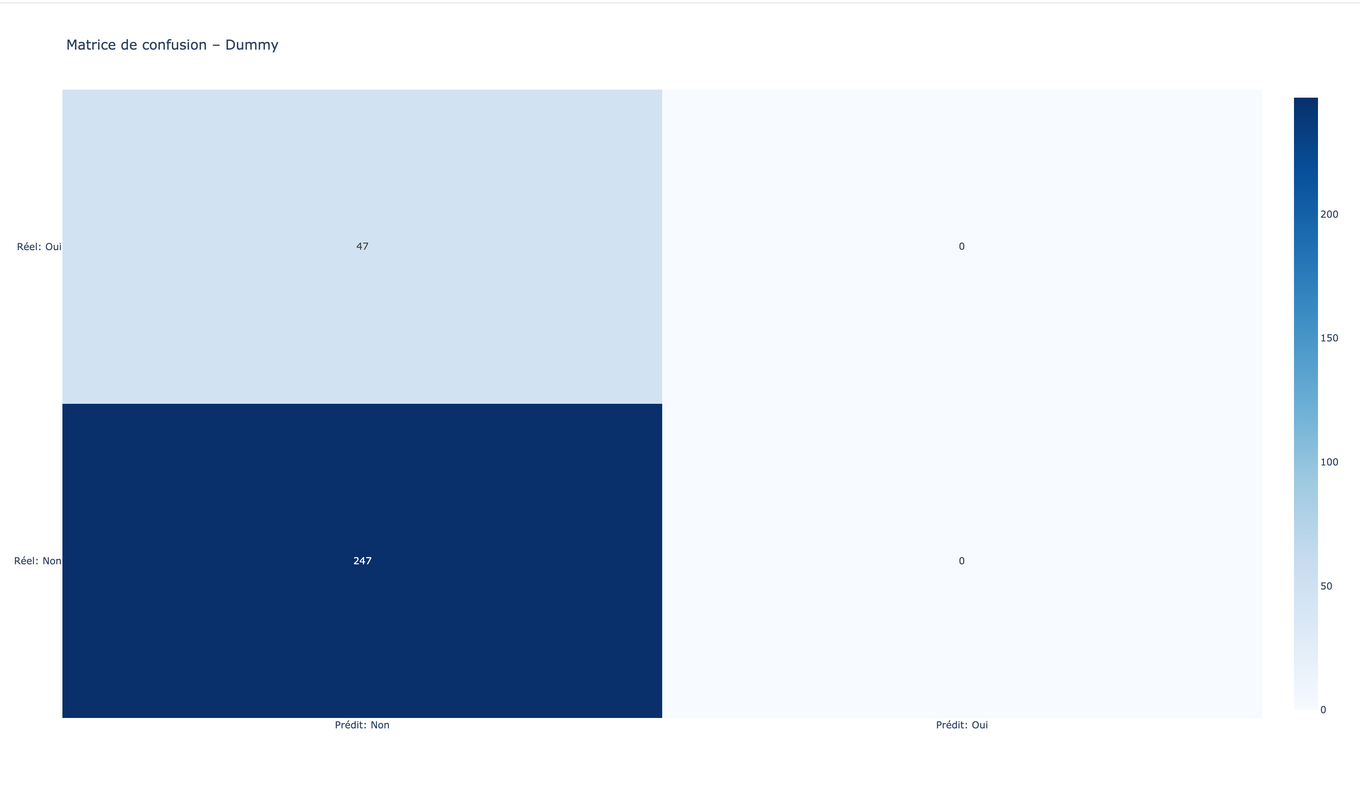 Matrice de confusion – Dummy
Réel: Oui
47
0
Réel: Non
247
0
Prédit: Non
Prédit: Oui
200
150
100
50
0